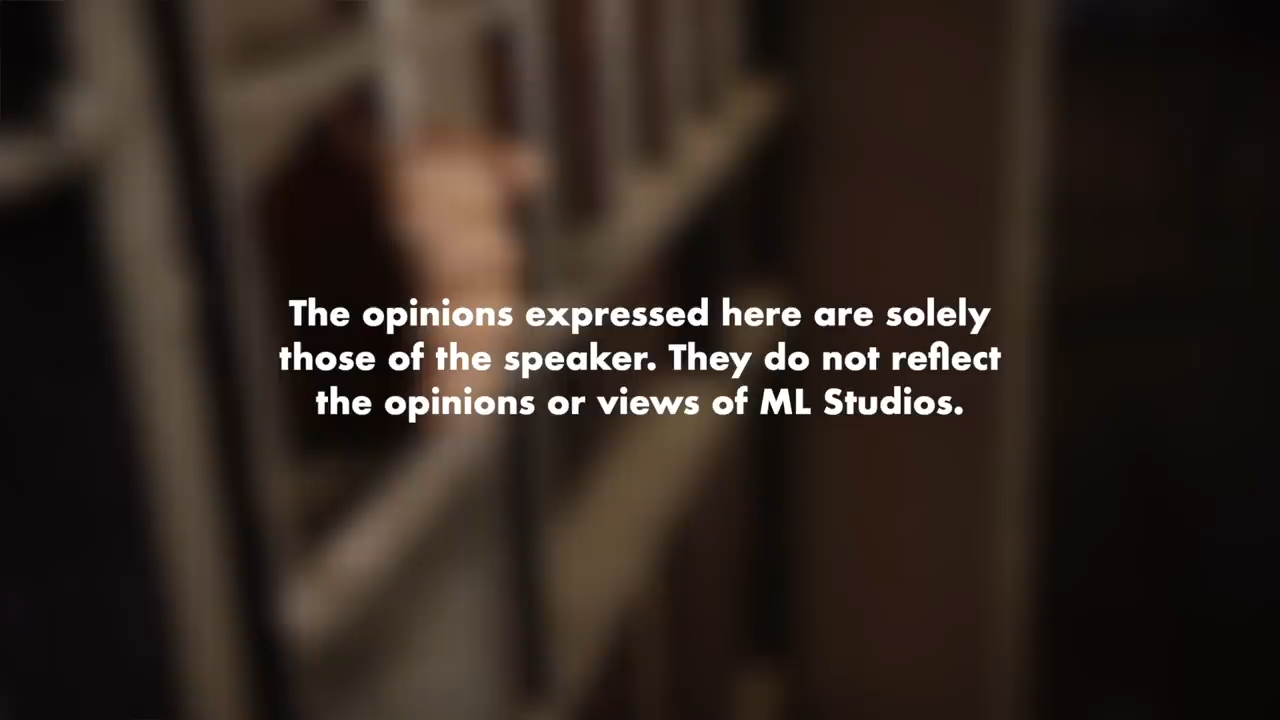 The opinions expressed here are solely
those of the speaker. They do not reflect
the opinions or views of ML Studios.